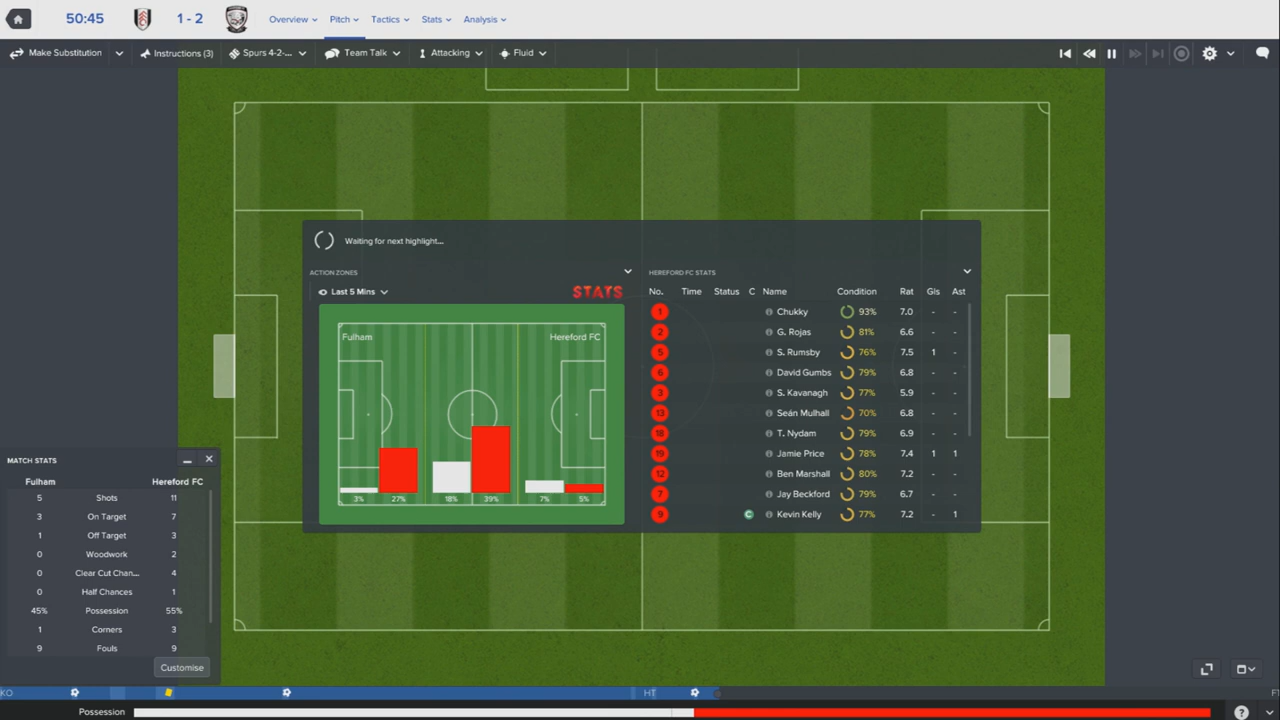 50:45
1 - 2
Overview
Pitch
Tactics
Stats
Analysis
Make Substitution
Instructions (3)
Spurs 4-2-...
Team Talk
Attacking
Fluid
Waiting for next highlight...
ACTION ZONES
Last 5 Mins
STATS
Fulham
Hereford FC
3%
27%
18%
39%
7%
5%
HEREFORD FC STATS
No. Time Status C Name Condition Rat Gls Ast
1 Chukky 93% 7.0 - -
2 G. Rojas 81% 6.6 - -
5 S. Rumsby 76% 7.5 1 -
6 David Gumbs 79% 6.8 - -
3 S. Kavanagh 77% 5.9 - -
13 Seán Mulhall 70% 6.8 - -
18 T. Nydam 79% 6.9 - -
19 Jamie Price 78% 7.4 1 1
12 Ben Marshall 80% 7.2 - -
7 Jay Beckford 79% 6.7 - -
9 C Kevin Kelly 77% 7.2 - 1
MATCH STATS
Fulham Hereford FC
5 Shots 11
3 On Target 7
1 Off Target 3
0 Woodwork 2
0 Clear Cut Chan... 4
0 Half Chances 1
45% Possession 55%
1 Corners 3
9 Fouls 9
Customise
KO
HT
Possession
?